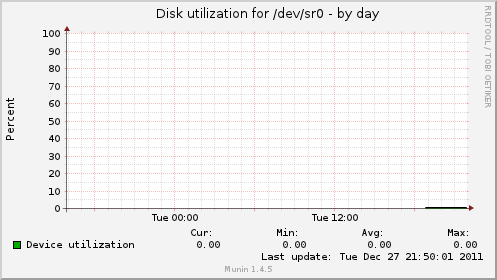 Disk utilization for /dev/sr0 - by day
RRDTOOL / TOBI OETIKER
Percent
100
90
80
70
60
50
40
30
20
10
0
Tue 00:00 Tue 12:00
Cur: Min: Avg: Max:
Device utilization 0.00 0.00 0.00 0.00
Last update: Tue Dec 27 21:50:01 2011
Munin 1.4.5